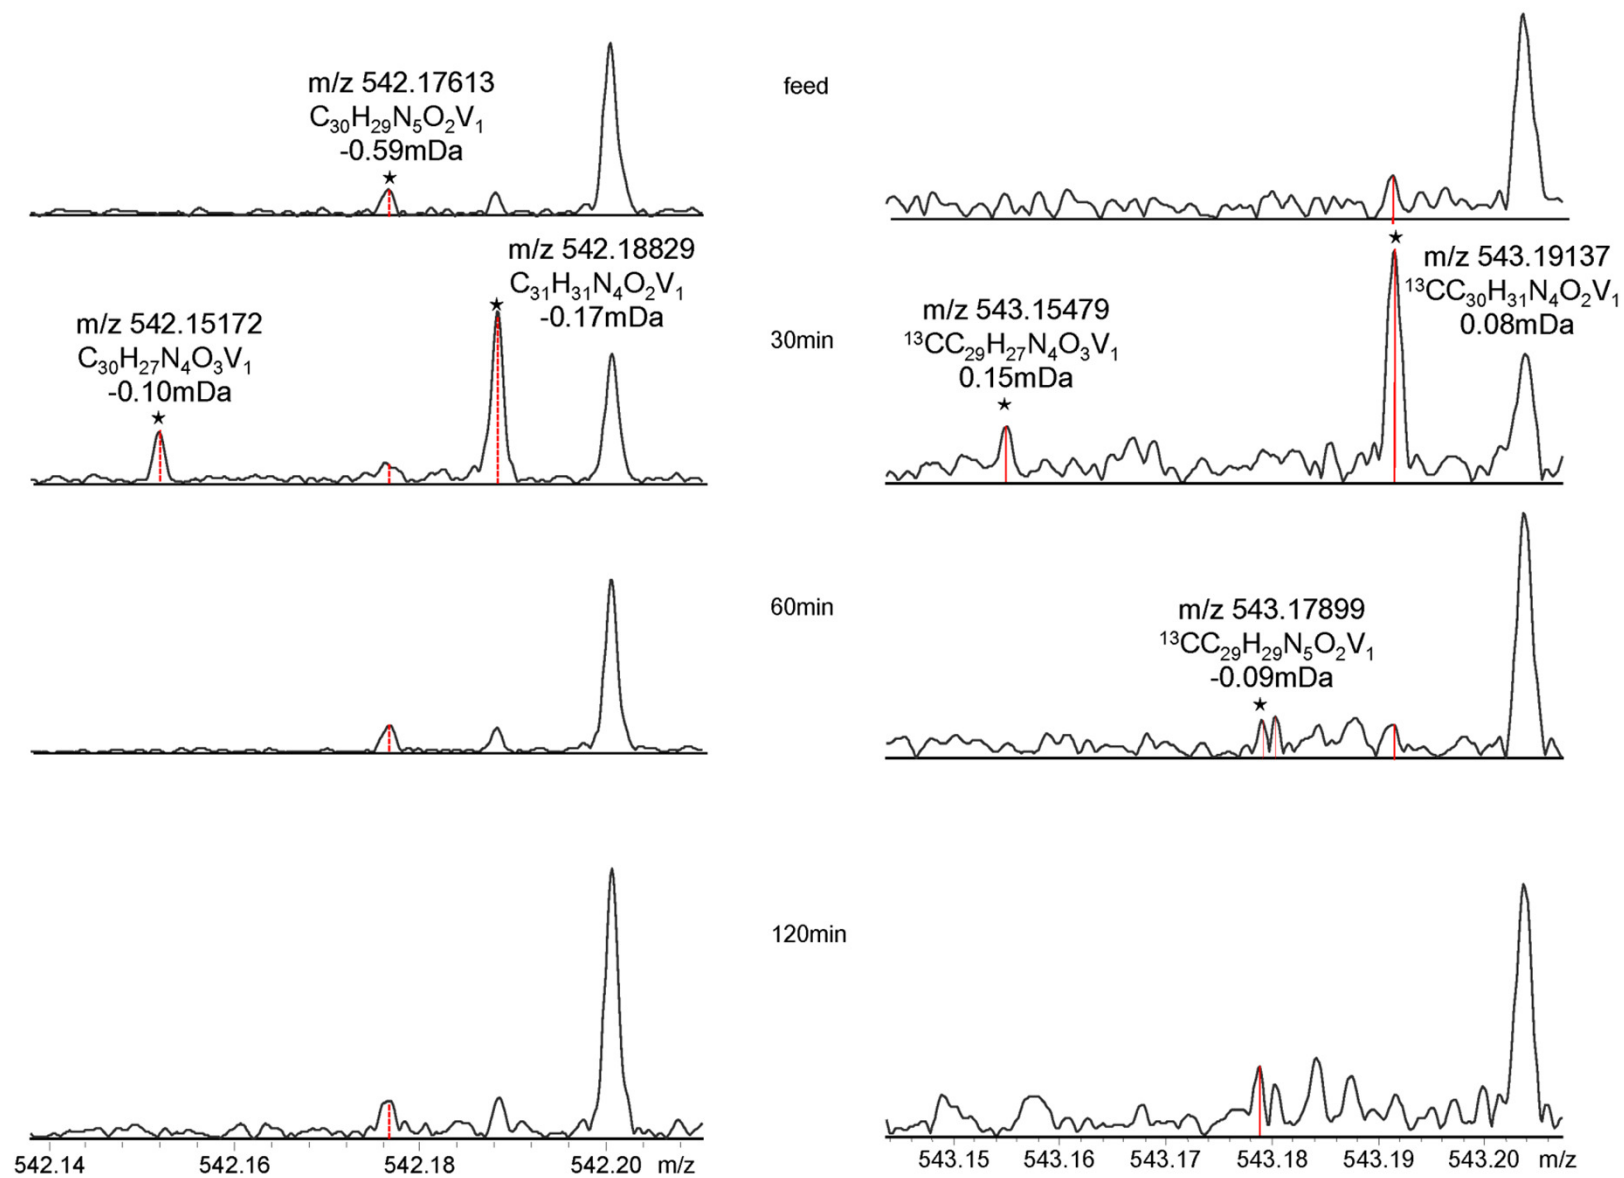 feed
m/z 542.17613
C30H29N5O2V1
-0.59mDa
★
m/z 542.18829
C31H31N4O2V1
-0.17mDa
★
m/z 542.15172
C30H27N4O3V1
-0.10mDa
★
30min
★
m/z 543.19137
13CC30H31N4O2V1
0.08mDa
m/z 543.15479
13CC29H27N4O3V1
0.15mDa
★
60min
m/z 543.17899
13CC29H29N5O2V1
-0.09mDa
★
120min
542.14 542.16 542.18 542.20 m/z
543.15 543.16 543.17 543.18 543.19 543.20 m/z